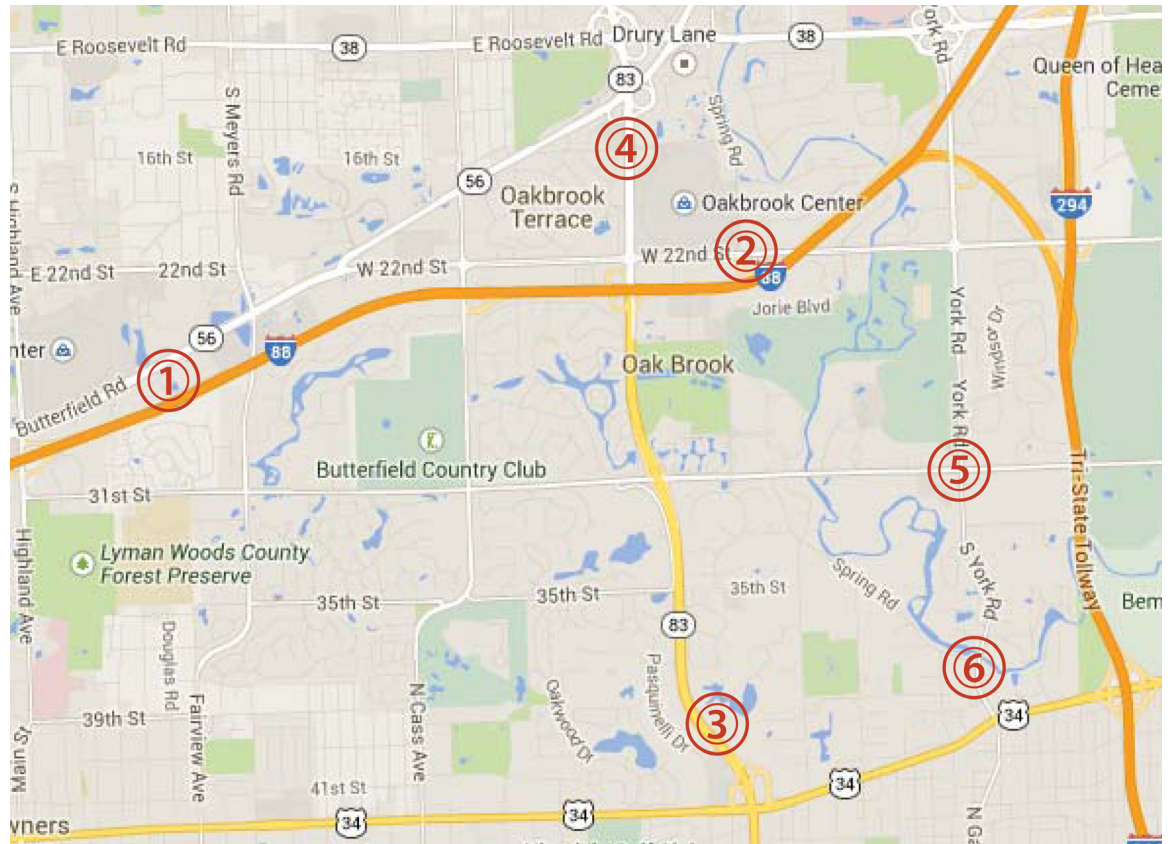 E Roosevelt Rd
38
E Roosevelt Rd
Drury Lane
38
York Rd
83
Queen of Hea
Ceme
S Meyers Rd
Spring Rd
④
16th St
16th St
56
Oakbrook
Terrace
Oakbrook Center
294
S Highland Ave
E 22nd St
22nd St
W 22nd St
W 22nd St
②
88
Jorie Blvd
York Rd
Windsor Dr
56
88
nter
①
Butterfield Rd
Oak Brook
York Rd
Butterfield Country Club
⑤
31st St
Tri-State Tollway
Highland Ave
Lyman Woods County
Forest Preserve
35th St
35th St
35th St
Spring Rd
S York Rd
Bem
83
Douglas Rd
Fairview Ave
N Cass Ave
Oakwood Dr
Pasquinelli Dr
⑥
③
34
39th St
Main St
41st St
34
34
34
N Ga
wners